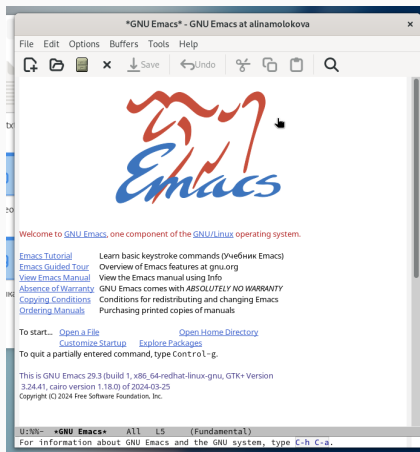 *GNU Emacs* - GNU Emacs at alinamolokova ×
File Edit Options Buffers Tools Help
Save Undo
Emacs
Welcome to GNU Emacs, one component of the GNU/Linux operating system.
Emacs Tutorial Learn basic keystroke commands (Учебник Emacs)
Emacs Guided Tour Overview of Emacs features at gnu.org
View Emacs Manual View the Emacs manual using Info
Absence of Warranty GNU Emacs comes with ABSOLUTELY NO WARRANTY
Copying Conditions Conditions for redistributing and changing Emacs
Ordering Manuals Purchasing printed copies of manuals
To start... Open a File Open Home Directory
Customize Startup Explore Packages
To quit a partially entered command, type Control-g.
This is GNU Emacs 29.3 (build 1, x86_64-redhat-linux-gnu, GTK+ Version
3.24.41, cairo version 1.18.0) of 2024-03-25
Copyright (C) 2024 Free Software Foundation, Inc.
U:%%- *GNU Emacs* All L5 (Fundamental)
For information about GNU Emacs and the GNU system, type C-h C-a.